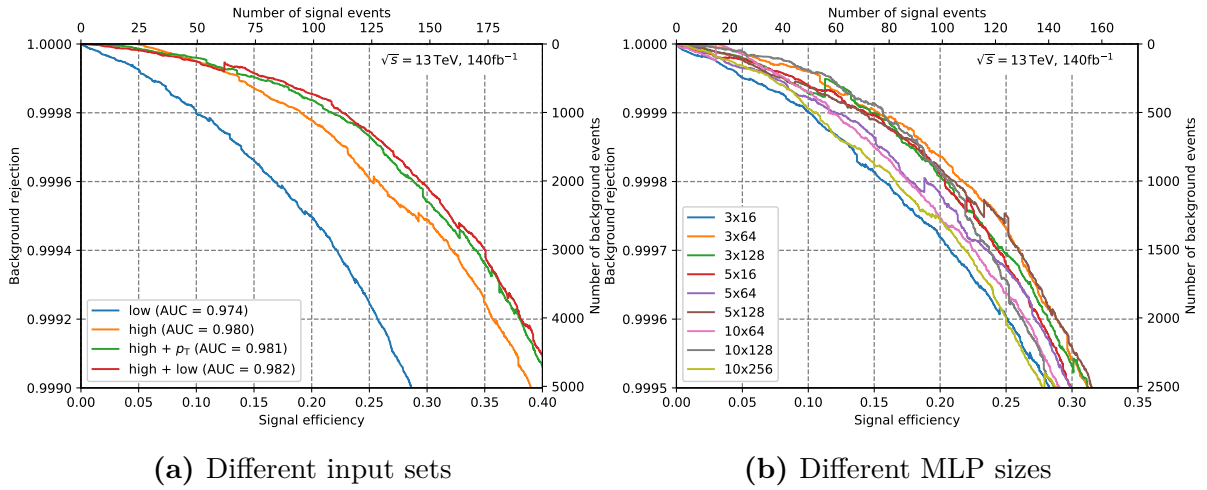 Number of signal events
0 25 50 75 100 125 150 175
1.0000
0.9998
0.9996
0.9994
0.9992
0.9990
Background rejection
√s = 13 TeV, 140fb⁻¹
low (AUC = 0.974)
high (AUC = 0.980)
high + pT (AUC = 0.981)
high + low (AUC = 0.982)
0
1000
2000
3000
4000
5000
Number of background events
0.00 0.05 0.10 0.15 0.20 0.25 0.30 0.35 0.40
Signal efficiency
(a) Different input sets
Number of signal events
0 20 40 60 80 100 120 140 160
1.0000
0.9999
0.9998
0.9997
0.9996
0.9995
Background rejection
√s = 13 TeV, 140fb⁻¹
3x16
3x64
3x128
5x16
5x64
5x128
10x64
10x128
10x256
0
500
1000
1500
2000
2500
Number of background events
0.00 0.05 0.10 0.15 0.20 0.25 0.30 0.35
Signal efficiency
(b) Different MLP sizes